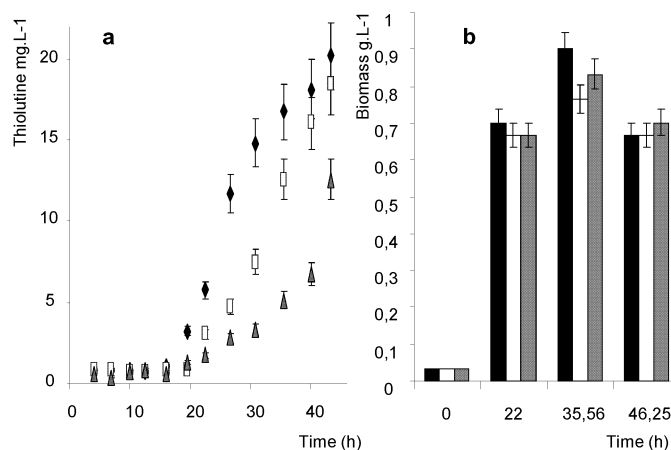 a
Thiolutine mg.L-1
20
15
10
5
0
0 10 20 30 40
Time (h)
b
Biomass g.L-1
1
0,9
0,8
0,7
0,6
0,5
0,4
0,3
0,2
0,1
0
0 22 35,56 46,25
Time (h)